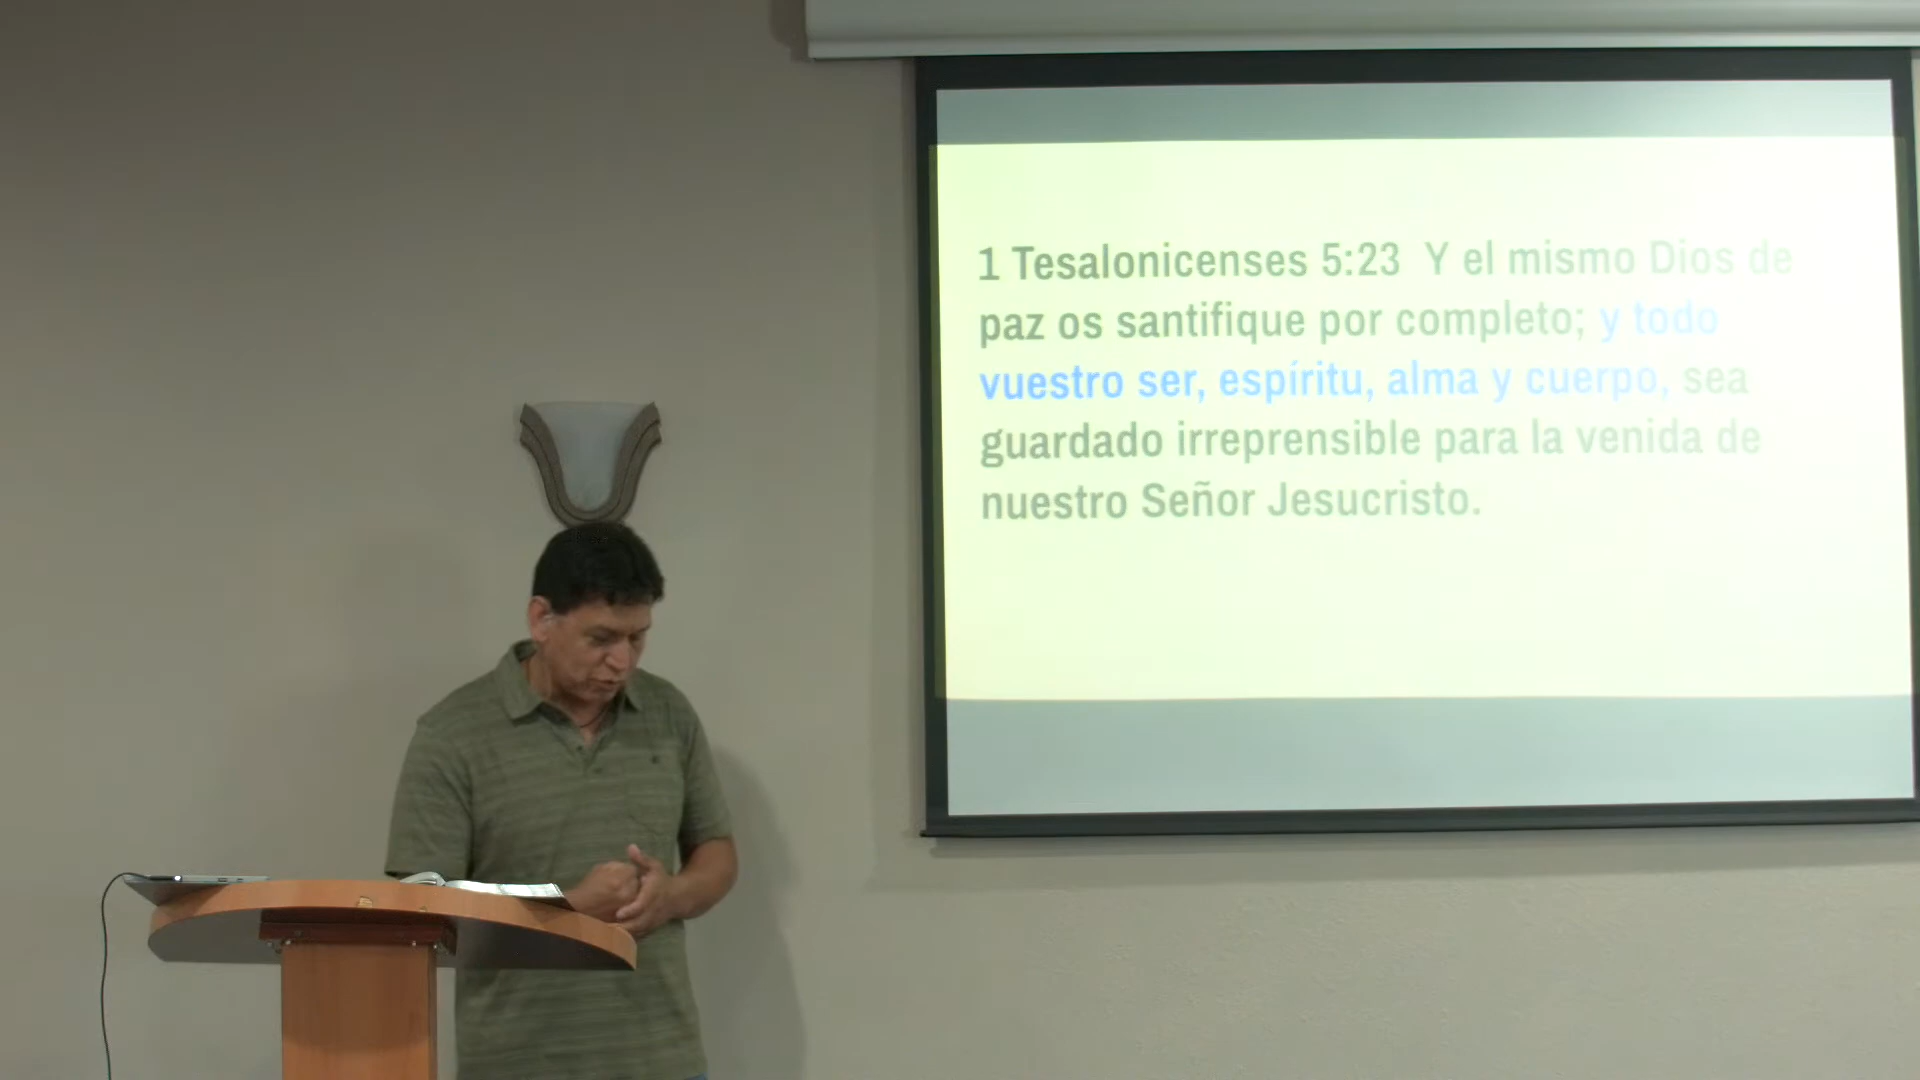 1 Tesalonicenses 5:23 Y el mismo Dios de
paz os santifique por completo; y todo
vuestro ser, espíritu, alma y cuerpo, sea
guardado irreprensible para la venida de
nuestro Señor Jesucristo.